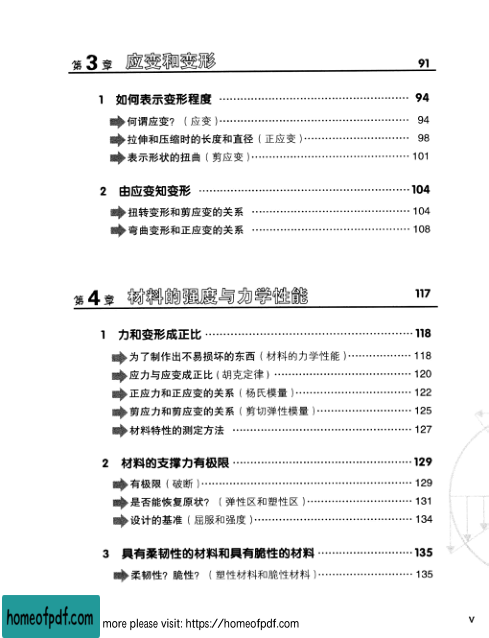 第3章 应变和变形 91
1 如何表示变形程度 …… 94
何谓应变？（应变） …… 94
拉伸和压缩时的长度和直径（正应变） …… 98
表示形状的扭曲（剪应变） …… 101
2 由应变知变形 …… 104
扭转变形和剪应变的关系 …… 104
弯曲变形和正应变的关系 …… 108
第4章 材料的强度与力学性能 117
1 力和变形成正比 …… 118
为了制作出不易损坏的东西（材料的力学性能） …… 118
应力与应变成正比（胡克定律） …… 120
正应力和正应变的关系（杨氏模量） …… 122
剪应力和剪应变的关系（剪切弹性模量） …… 125
材料特性的测定方法 …… 127
2 材料的支撑力有极限 …… 129
有极限（破断） …… 129
是否能恢复原状？（弹性区和塑性区） …… 131
设计的基准（屈服和强度） …… 134
3 具有柔韧性的材料和具有脆性的材料 …… 135
柔韧性？脆性？（塑性材料和脆性材料） …… 135
V
homeofpdf.com more please visit: https://homeofpdf.com